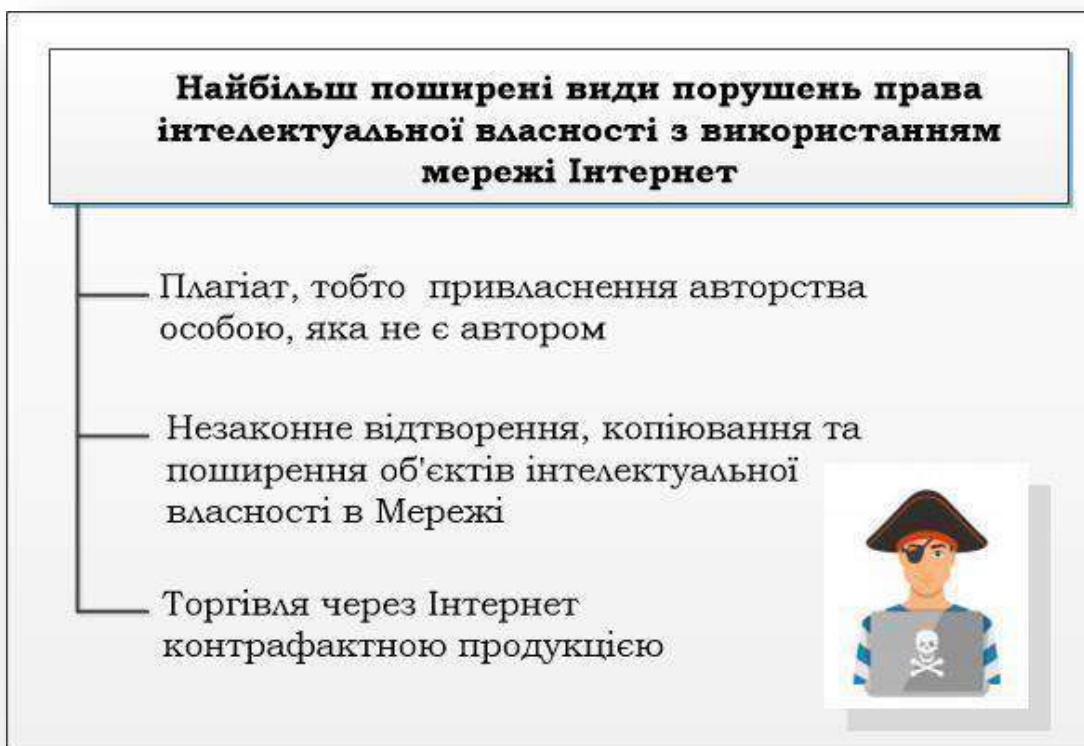 Найбільш поширені види порушень права
інтелектуальної власності з використанням
мережі Інтернет
Плагіат, тобто привласнення авторства
особою, яка не є автором
Незаконне відтворення, копіювання та
поширення об'єктів інтелектуальної
власності в Мережі
Торгівля через Інтернет
контрафактною продукцією